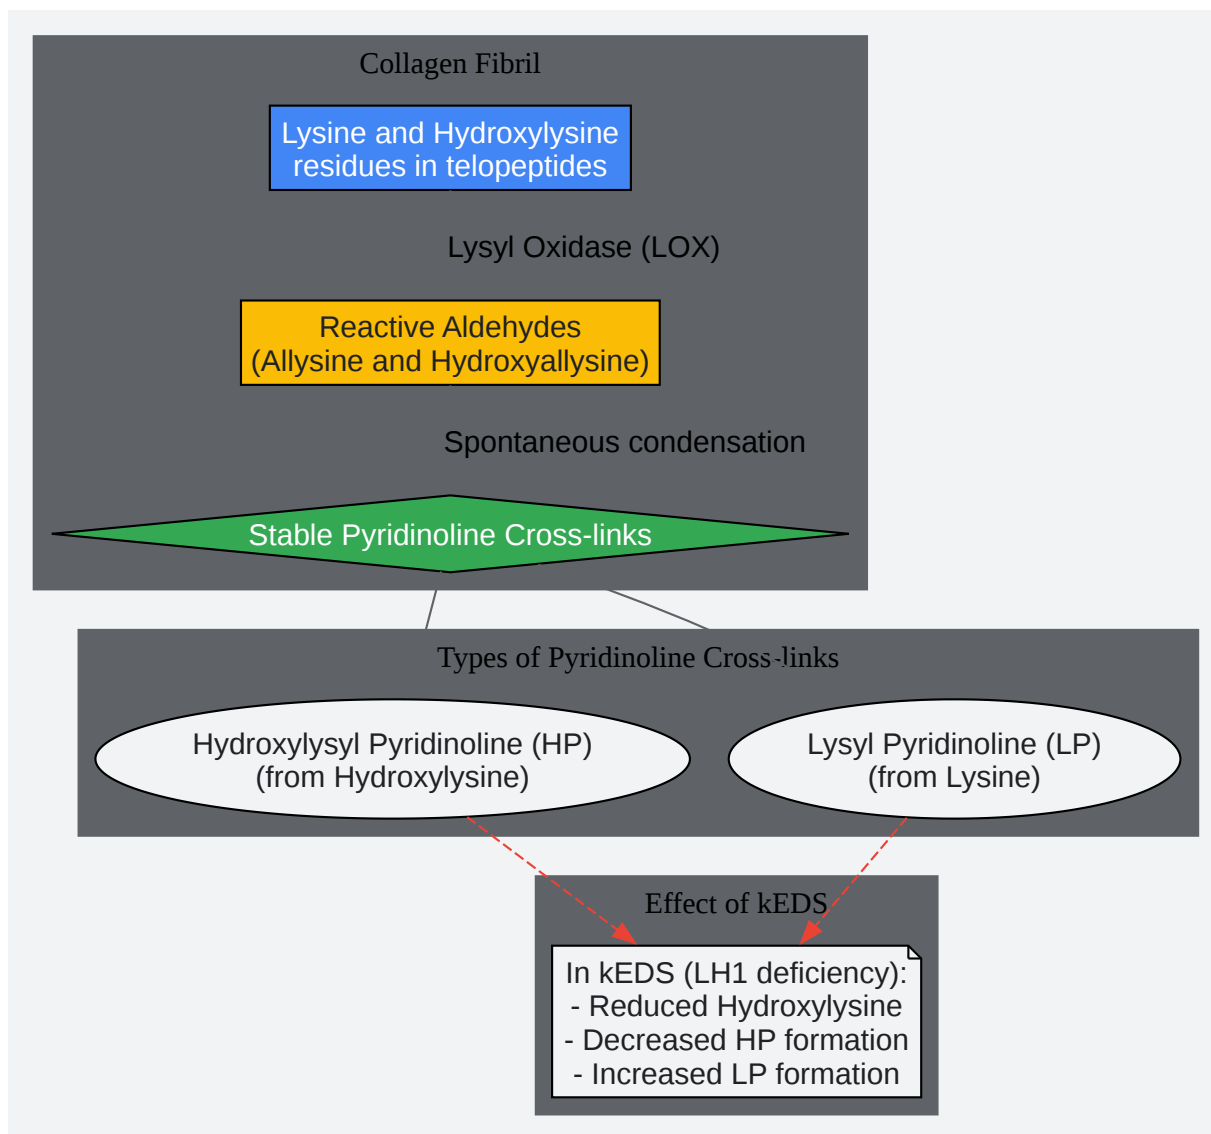 Collagen Fibril
Lysine and Hydroxylysine
residues in telopeptides
Lysyl Oxidase (LOX)
Reactive Aldehydes
(Allysine and Hydroxyallysine)
Spontaneous condensation
Stable Pyridinoline Cross-links
Types of Pyridinoline Cross-links
Hydroxylysyl Pyridinoline (HP)
(from Hydroxylysine)
Lysyl Pyridinoline (LP)
(from Lysine)
Effect of kEDS
In kEDS (LH1 deficiency):
- Reduced Hydroxylysine
- Decreased HP formation
- Increased LP formation